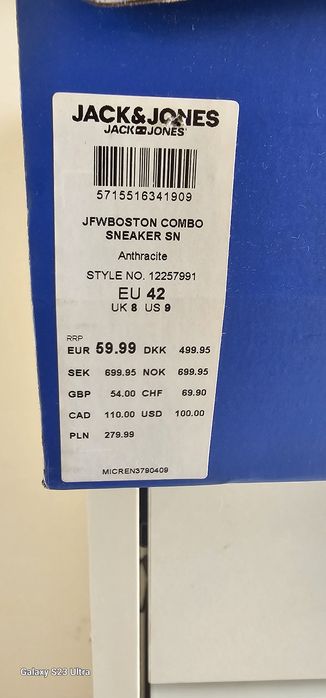 JACK&JONES
JACK JONES
5715516341909
JFWBOSTON COMBO
SNEAKER SN
Anthracite
STYLE NO. 12257991
EU 42
UK 8 US 9
RRP
EUR 59.99 DKK 499.95
SEK 699.95 NOK 699.95
GBP 54.00 CHF 69.90
CAD 110.00 USD 100.00
PLN 279.99
MICREN3790409
Galaxy S23 Ultra